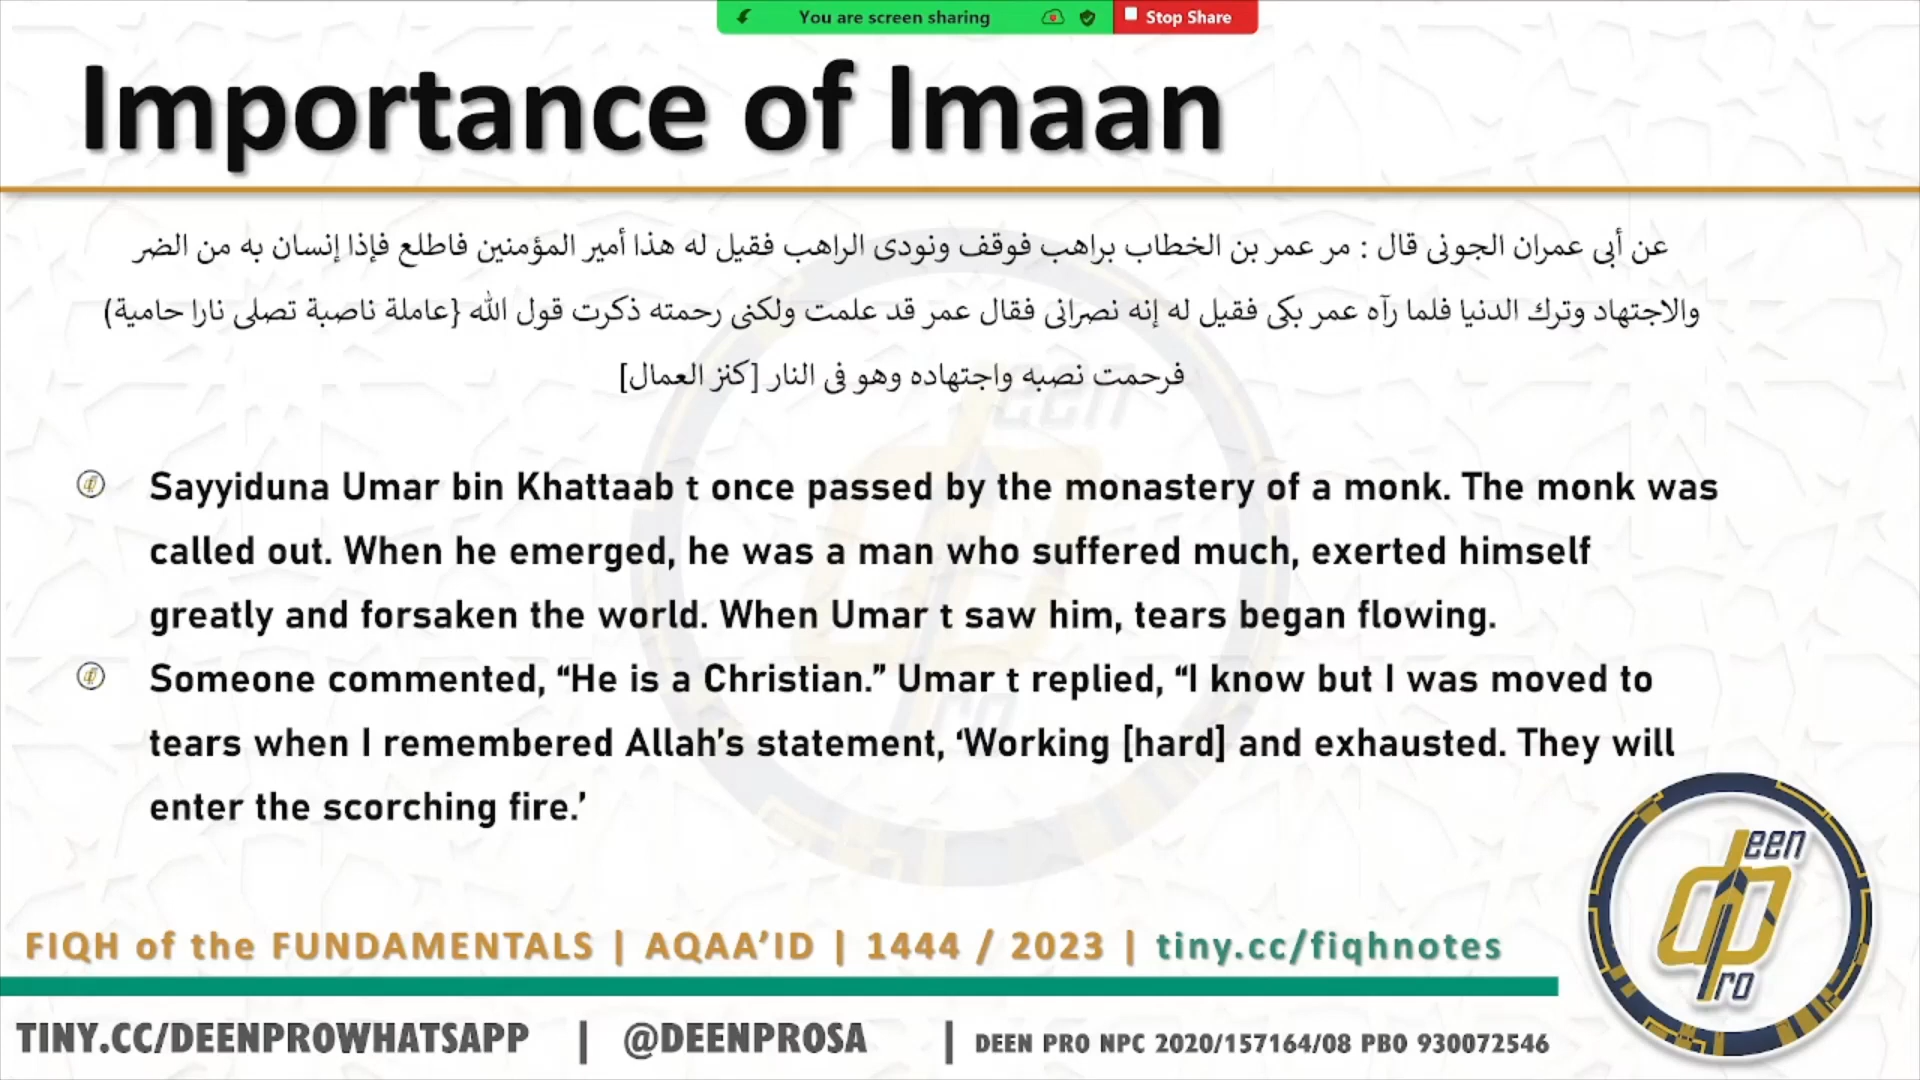 You are screen sharing
Stop Share
Importance of Imaan
عن أبى عمران الجونى قال : مر عمر بن الخطاب براهب فوقف ونودى الراهب فقيل له هذا أمير المؤمنين فاطلع فإذا إنسان به من الضر
والاجتهاد وترك الدنيا فلما رآه عمر بكى فقيل له إنه نصرانى فقال عمر قد علمت ولكنى رحمته ذكرت قول الله {عاملة ناصبة تصلى نارا حامية)
فرحمت نصبه واجتهاده وهو فى النار [كنز العمال]
Sayyiduna Umar bin Khattaab t once passed by the monastery of a monk. The monk was
called out. When he emerged, he was a man who suffered much, exerted himself
greatly and forsaken the world. When Umar t saw him, tears began flowing.
Someone commented, “He is a Christian.” Umar t replied, “I know but I was moved to
tears when I remembered Allah’s statement, ‘Working [hard] and exhausted. They will
enter the scorching fire.’
FIQH of the FUNDAMENTALS | AQAA’ID | 1444 / 2023 | tiny.cc/fiqhnotes
TINY.CC/DEENPROWHATSAPP | @DEENPROSA | DEEN PRO NPC 2020/157164/08 PBO 930072546
een
ro